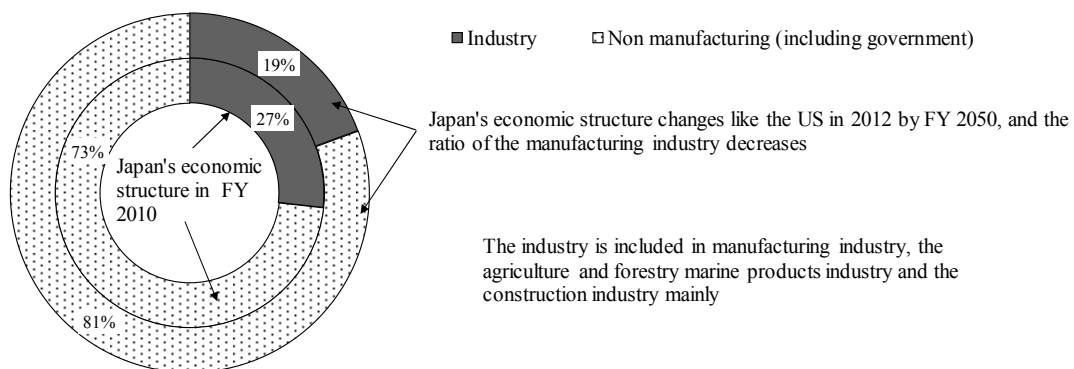 Industry
Non manufacturing (including government)
19%
27%
73%
81%
Japan's economic
structure in FY
2010
Japan's economic structure changes like the US in 2012 by FY 2050, and the
ratio of the manufacturing industry decreases
The industry is included in manufacturing industry, the
agriculture and forestry marine products industry and the
construction industry mainly